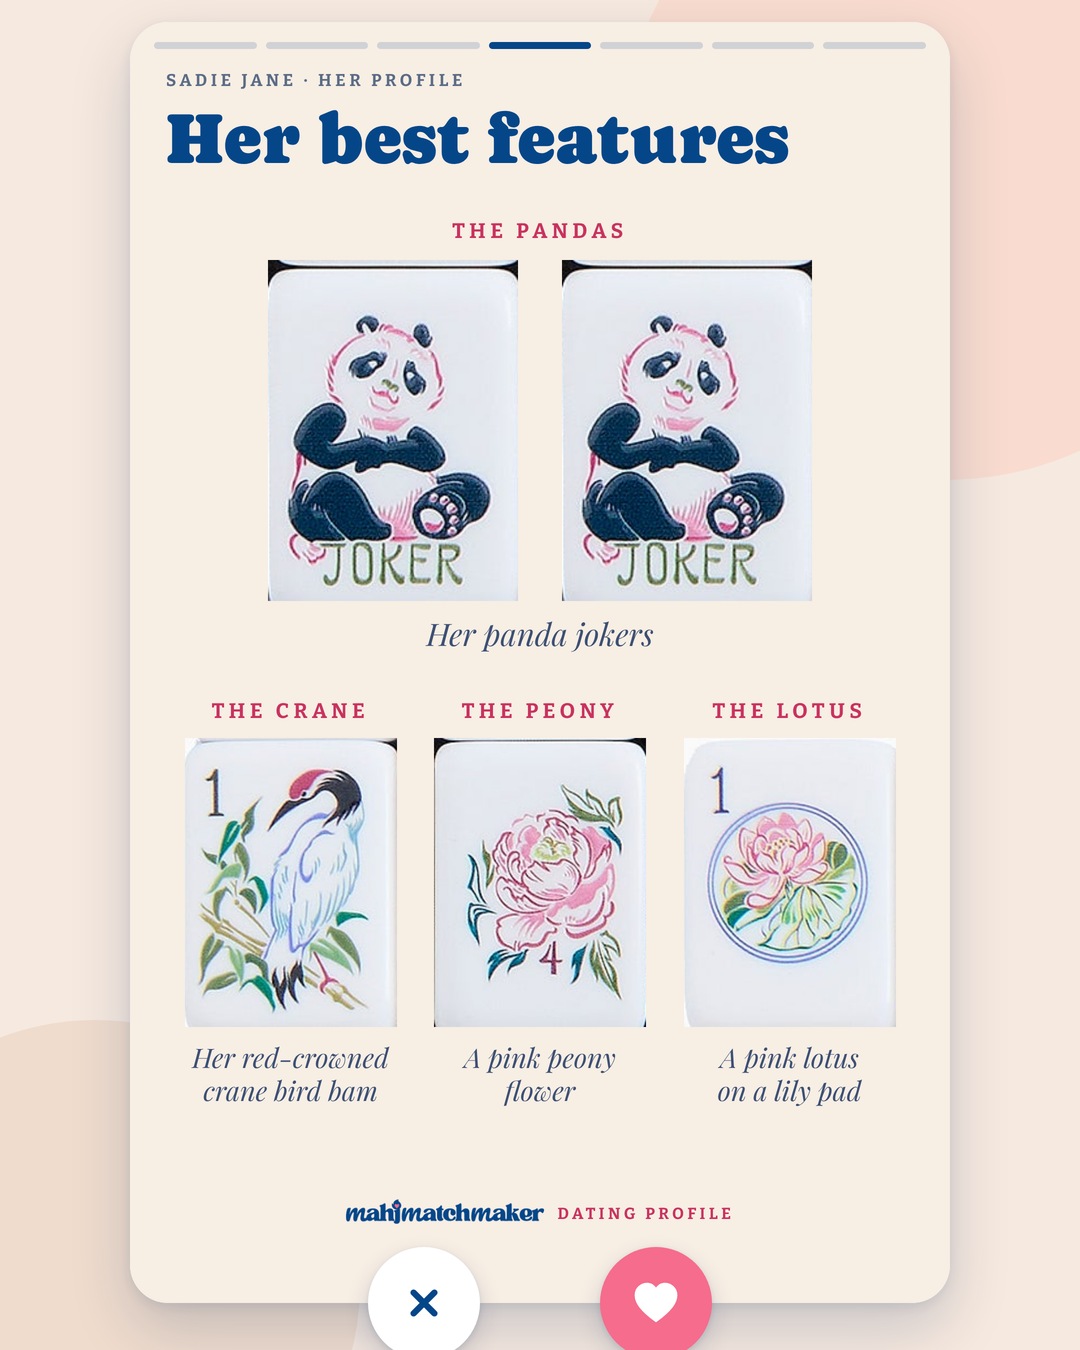 SADIE JANE · HER PROFILE
Her best features
THE PANDAS
JOKER
JOKER
Her panda jokers
THE CRANE
THE PEONY
THE LOTUS
1
4
1
Her red-crowned
crane bird bam
A pink peony
flower
A pink lotus
on a lily pad
mahjmatchmaker DATING PROFILE